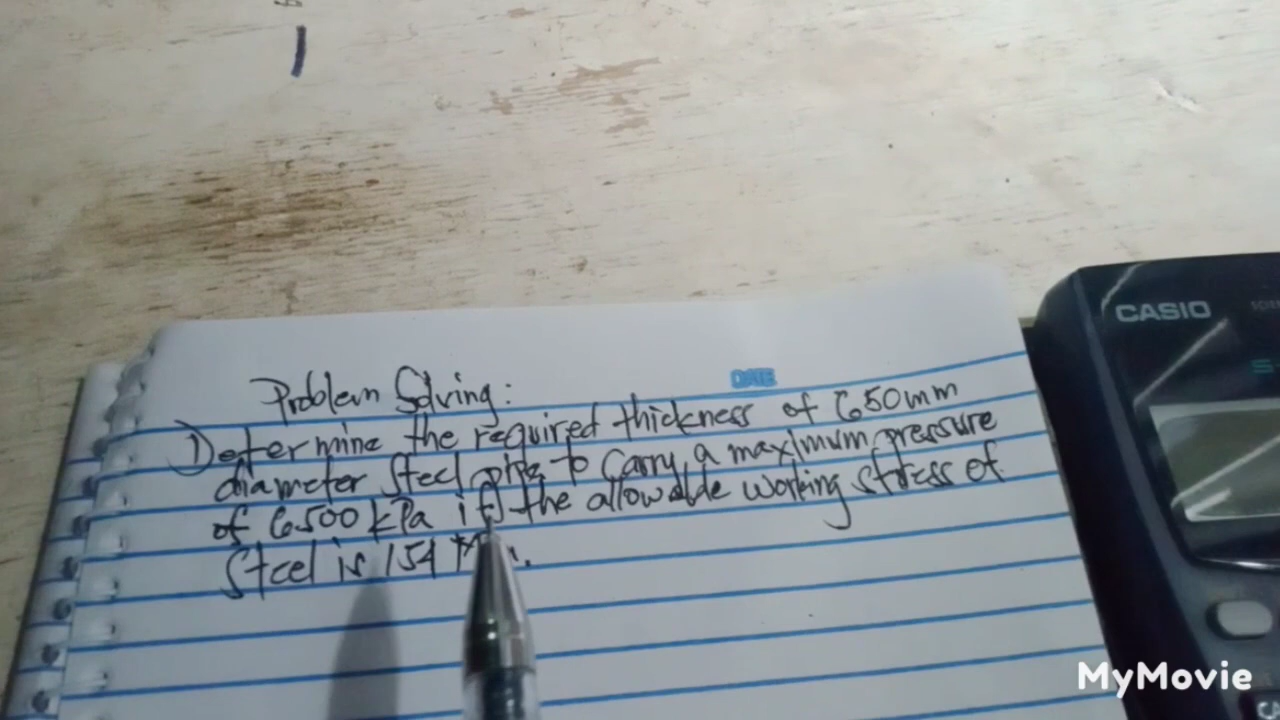 Problem Solving:
DATE
1) Determine the required thickness of 650mm
diameter steel pipe to carry a maximum pressure
of 6500 kPa if the allowable working stress of
Steel is 154
CASIO
MyMovie